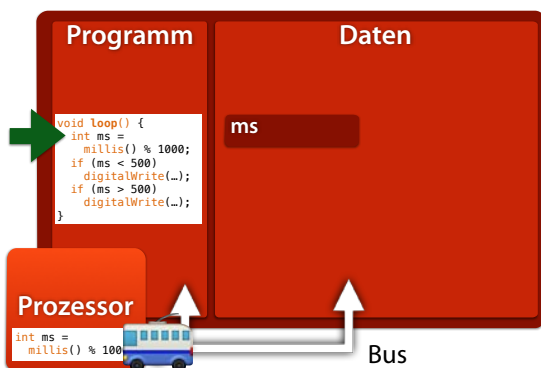 Programm
Daten
void loop() {
int ms =
millis() % 1000;
if (ms < 500)
digitalWrite(…);
if (ms > 500)
digitalWrite(…);
}
ms
Prozessor
int ms =
millis() % 100
Bus